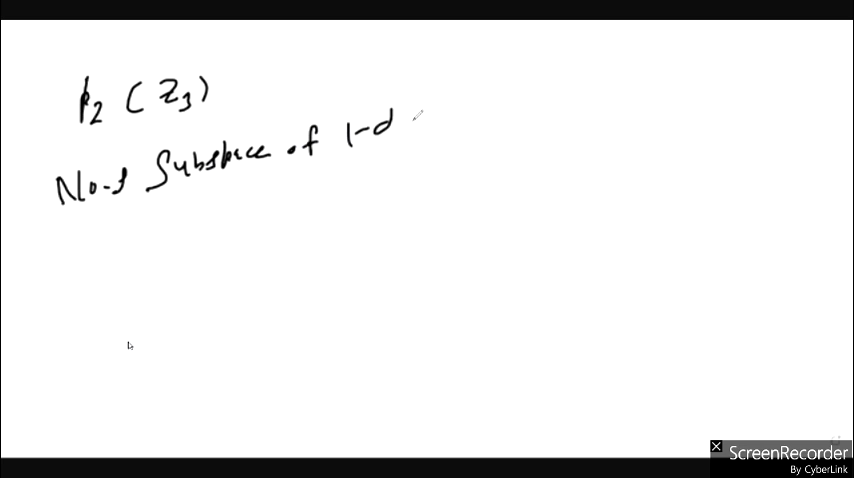 P2 (Z3)
No. of Subspace of 1-d
ScreenRecorder
By CyberLink